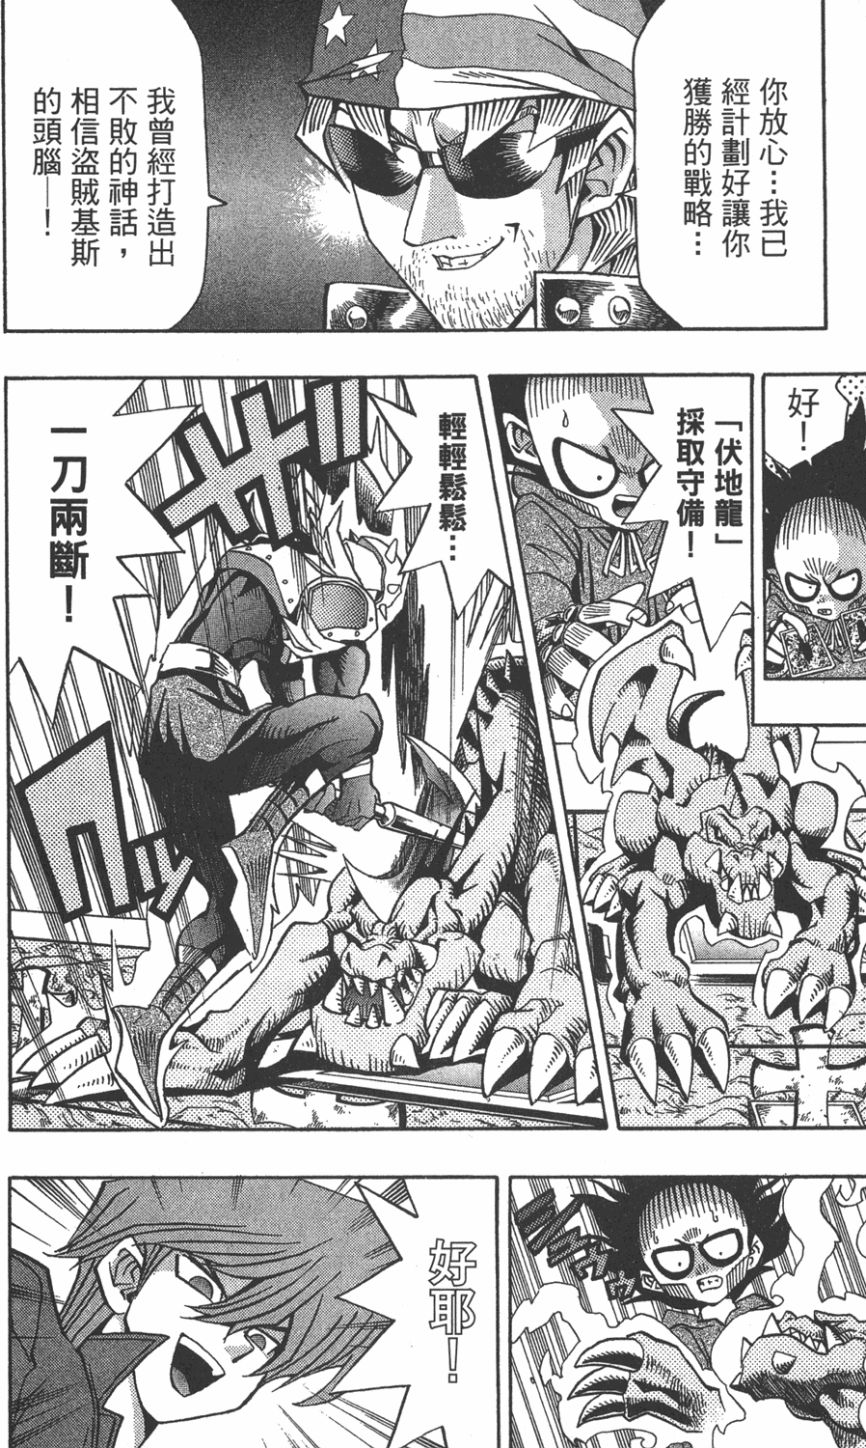 你放心…我已
經計劃好讓你
獲勝的戰略…
我曾經打造出
不敗的神話，
相信盜賊基斯
的頭腦—！
好！
「伏地龍」
採取守備！
輕輕鬆鬆…
一刀兩斷！
好耶！